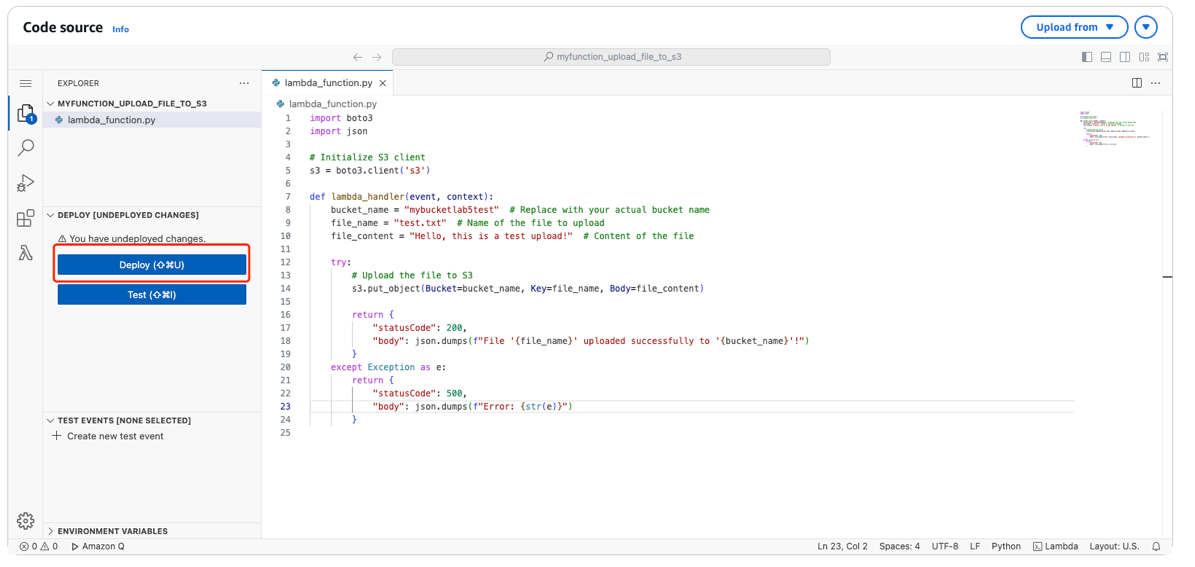 Code source Info
Upload from
myfunction_upload_file_to_s3
EXPLORER
MYFUNCTION_UPLOAD_FILE_TO_S3
lambda_function.py
1
DEPLOY [UNDEPLOYED CHANGES]
You have undeployed changes.
Deploy (⇧⌘U)
Test (⇧⌘I)
TEST EVENTS [NONE SELECTED]
Create new test event
ENVIRONMENT VARIABLES
lambda_function.py
lambda_function.py
1 import boto3
2 import json
3
4 # Initialize S3 client
5 s3 = boto3.client('s3')
6
7 def lambda_handler(event, context):
8     bucket_name = "mybucketlab5test"  # Replace with your actual bucket name
9     file_name = "test.txt"  # Name of the file to upload
10     file_content = "Hello, this is a test upload!"  # Content of the file
11
12     try:
13         # Upload the file to S3
14         s3.put_object(Bucket=bucket_name, Key=file_name, Body=file_content)
15
16         return {
17             "statusCode": 200,
18             "body": json.dumps(f"File '{file_name}' uploaded successfully to '{bucket_name}'!")
19         }
20     except Exception as e:
21         return {
22             "statusCode": 500,
23             "body": json.dumps(f"Error: {str(e)}")
24         }
25
0 0 Amazon Q
Ln 23, Col 2 Spaces: 4 UTF-8 LF Python Lambda Layout: U.S.